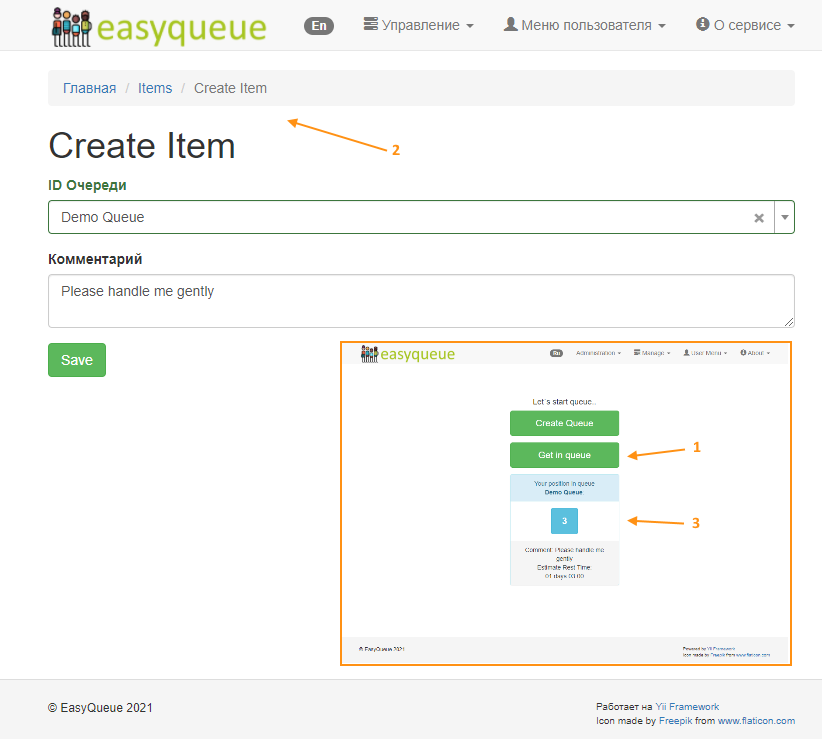 easyqueue En Управление Меню пользователя О сервисе
Главная / Items / Create Item
2
Create Item
ID Очереди
Demo Queue
Комментарий
Please handle me gently
Save
easyqueue Ru Administration Manage User Menu About
Let`s start queue..
Create Queue
Get in queue
1
Your position in queue
Demo Queue
3
3
Comment: Please handle me
gently
Estimate Rest Time:
01 days 03:00
© EasyQueue 2021
Powered by Yii Framework
Icon made by Freepik from www.flaticon.com
© EasyQueue 2021
Работает на Yii Framework
Icon made by Freepik from www.flaticon.com